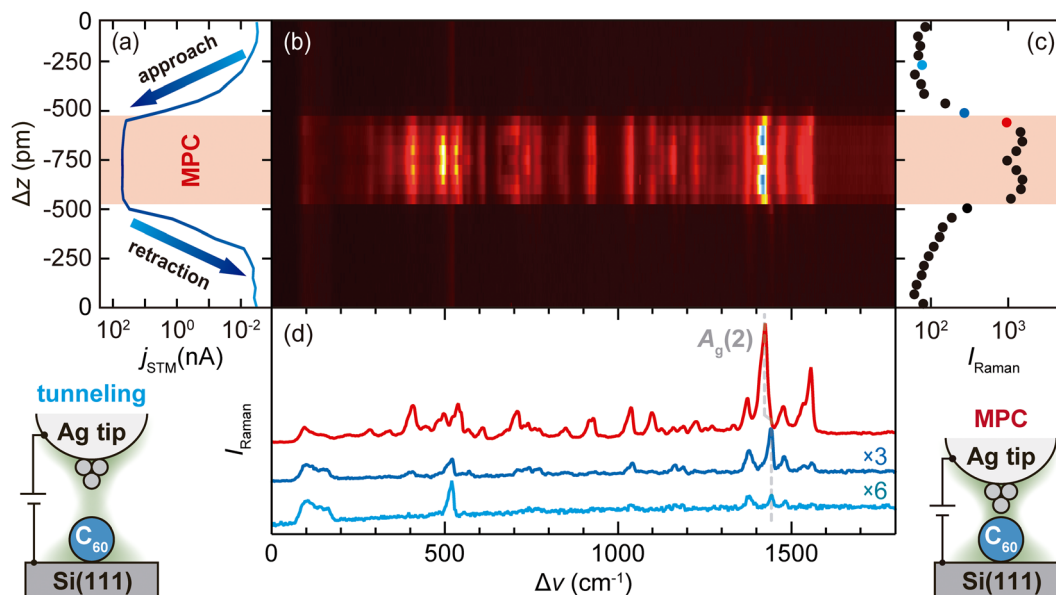 (a)
(b)
(c)
0
-250
-500
-750
-500
-250
0
Δz (pm)
approach
MPC
retraction
10² 10⁰ 10⁻²
j_STM(nA)
10² 10³
I_Raman
(d)
A_g(2)
×3
×6
I_Raman
0 500 1000 1500
Δν (cm⁻¹)
tunneling
Ag tip
C₆₀
Si(111)
MPC
Ag tip
C₆₀
Si(111)